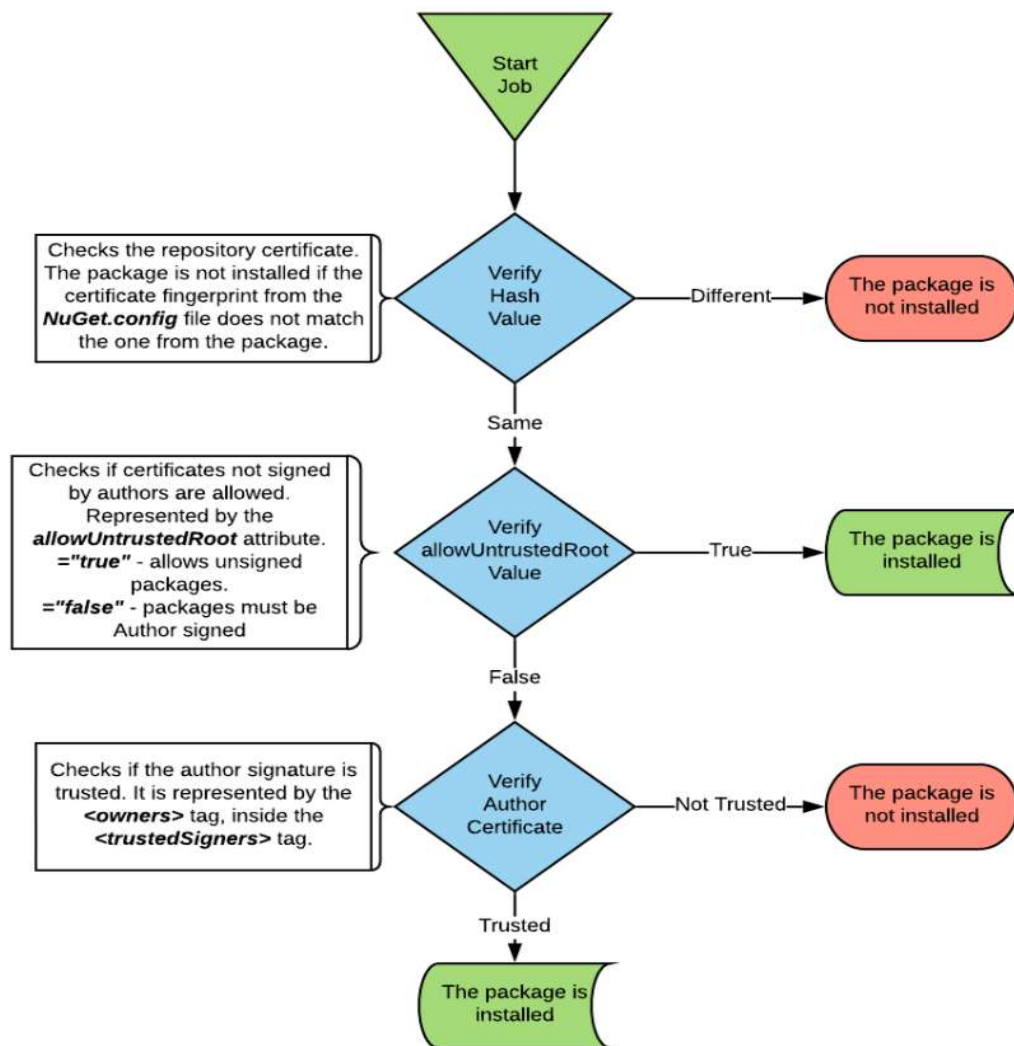 Start
Job
Checks the repository certificate.
The package is not installed if the
certificate fingerprint from the
NuGet.config file does not match
the one from the package.
Verify
Hash
Value
Different
The package is
not installed
Same
Checks if certificates not signed
by authors are allowed.
Represented by the
allowUntrustedRoot attribute.
="true" - allows unsigned
packages.
="false" - packages must be
Author signed
Verify
allowUntrustedRoot
Value
True
The package is
installed
False
Checks if the author signature is
trusted. It is represented by the
<owners> tag, inside the
<trustedSigners> tag.
Verify
Author
Certificate
Not Trusted
The package is
not installed
Trusted
The package is
installed